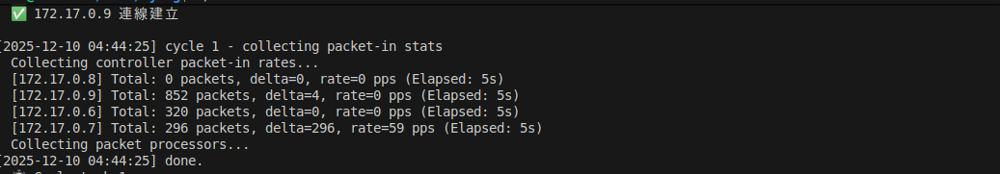 ✅ 172.17.0.9 連線建立
[2025-12-10 04:44:25] cycle 1 - collecting packet-in stats
Collecting controller packet-in rates...
[172.17.0.8] Total: 0 packets, delta=0, rate=0 pps (Elapsed: 5s)
[172.17.0.9] Total: 852 packets, delta=4, rate=0 pps (Elapsed: 5s)
[172.17.0.6] Total: 320 packets, delta=0, rate=0 pps (Elapsed: 5s)
[172.17.0.7] Total: 296 packets, delta=296, rate=59 pps (Elapsed: 5s)
Collecting packet processors...
[2025-12-10 04:44:25] done.